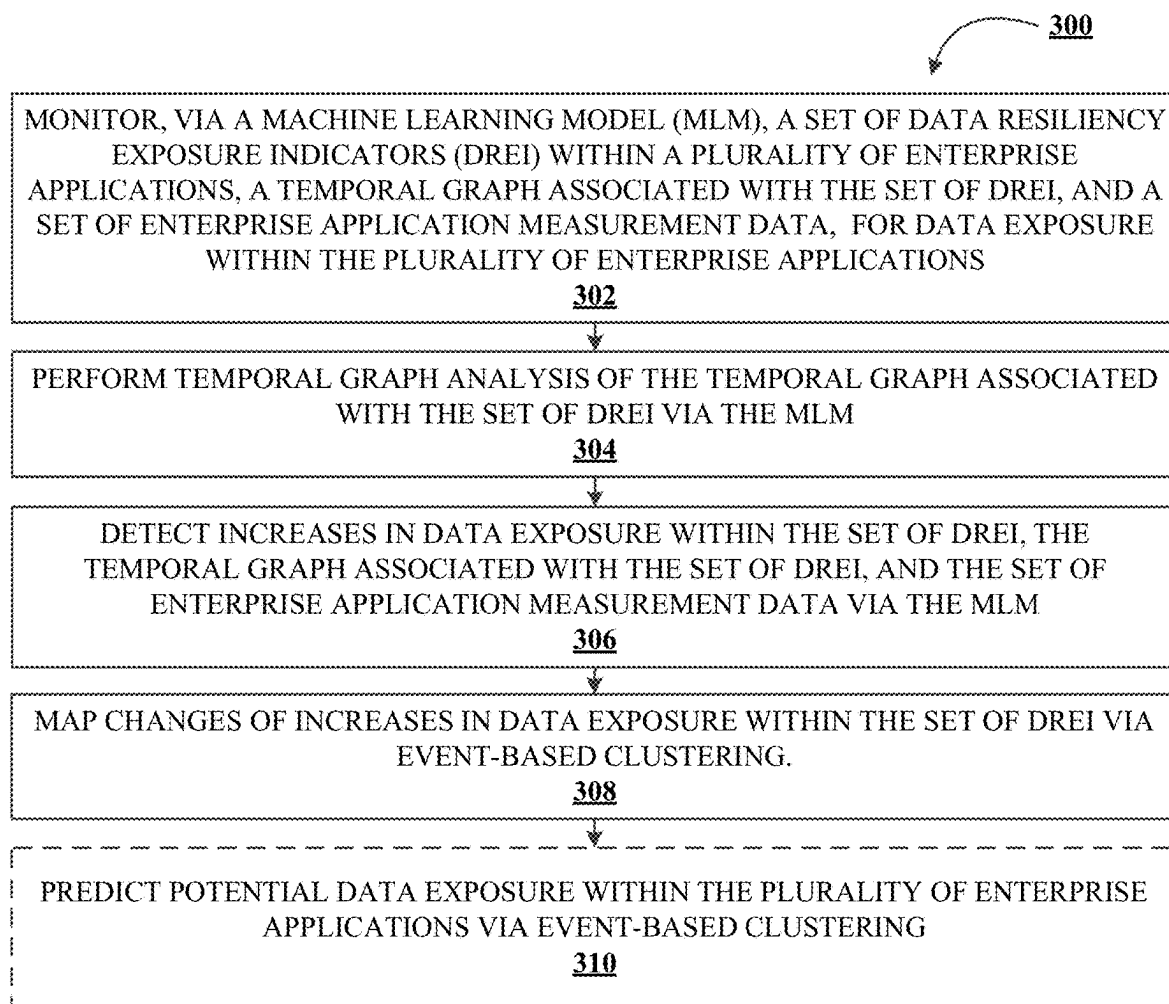 300
MONITOR, VIA A MACHINE LEARNING MODEL (MLM), A SET OF DATA RESILIENCY
EXPOSURE INDICATORS (DREI) WITHIN A PLURALITY OF ENTERPRISE
APPLICATIONS, A TEMPORAL GRAPH ASSOCIATED WITH THE SET OF DREI, AND A
SET OF ENTERPRISE APPLICATION MEASUREMENT DATA, FOR DATA EXPOSURE
WITHIN THE PLURALITY OF ENTERPRISE APPLICATIONS
302
PERFORM TEMPORAL GRAPH ANALYSIS OF THE TEMPORAL GRAPH ASSOCIATED
WITH THE SET OF DREI VIA THE MLM
304
DETECT INCREASES IN DATA EXPOSURE WITHIN THE SET OF DREI, THE
TEMPORAL GRAPH ASSOCIATED WITH THE SET OF DREI, AND THE SET OF
ENTERPRISE APPLICATION MEASUREMENT DATA VIA THE MLM
306
MAP CHANGES OF INCREASES IN DATA EXPOSURE WITHIN THE SET OF DREI VIA
EVENT-BASED CLUSTERING.
308
PREDICT POTENTIAL DATA EXPOSURE WITHIN THE PLURALITY OF ENTERPRISE
APPLICATIONS VIA EVENT-BASED CLUSTERING
310